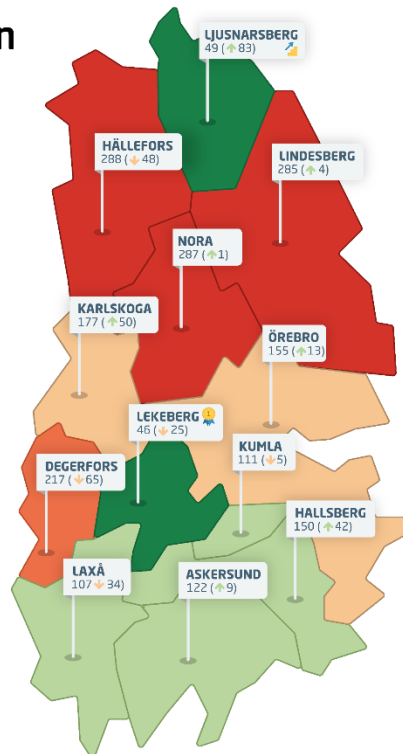 n
LJUSNARSBERG
49 (↑ 83)
HÄLLEFORS
288 (↓ 48)
LINDESBERG
285 (↑ 4)
NORA
287 (↑1)
KARLSKOGA
177 (↑ 50)
ÖREBRO
155 (↑13)
LEKEBERG 1
46 (↓ 25)
KUMLA
111 (↓ 5)
DEGERFORS
217 (↓ 65)
HALLSBERG
150 (↑ 42)
LAXÅ
107 ↓ 34)
ASKERSUND
122 (↑ 9)